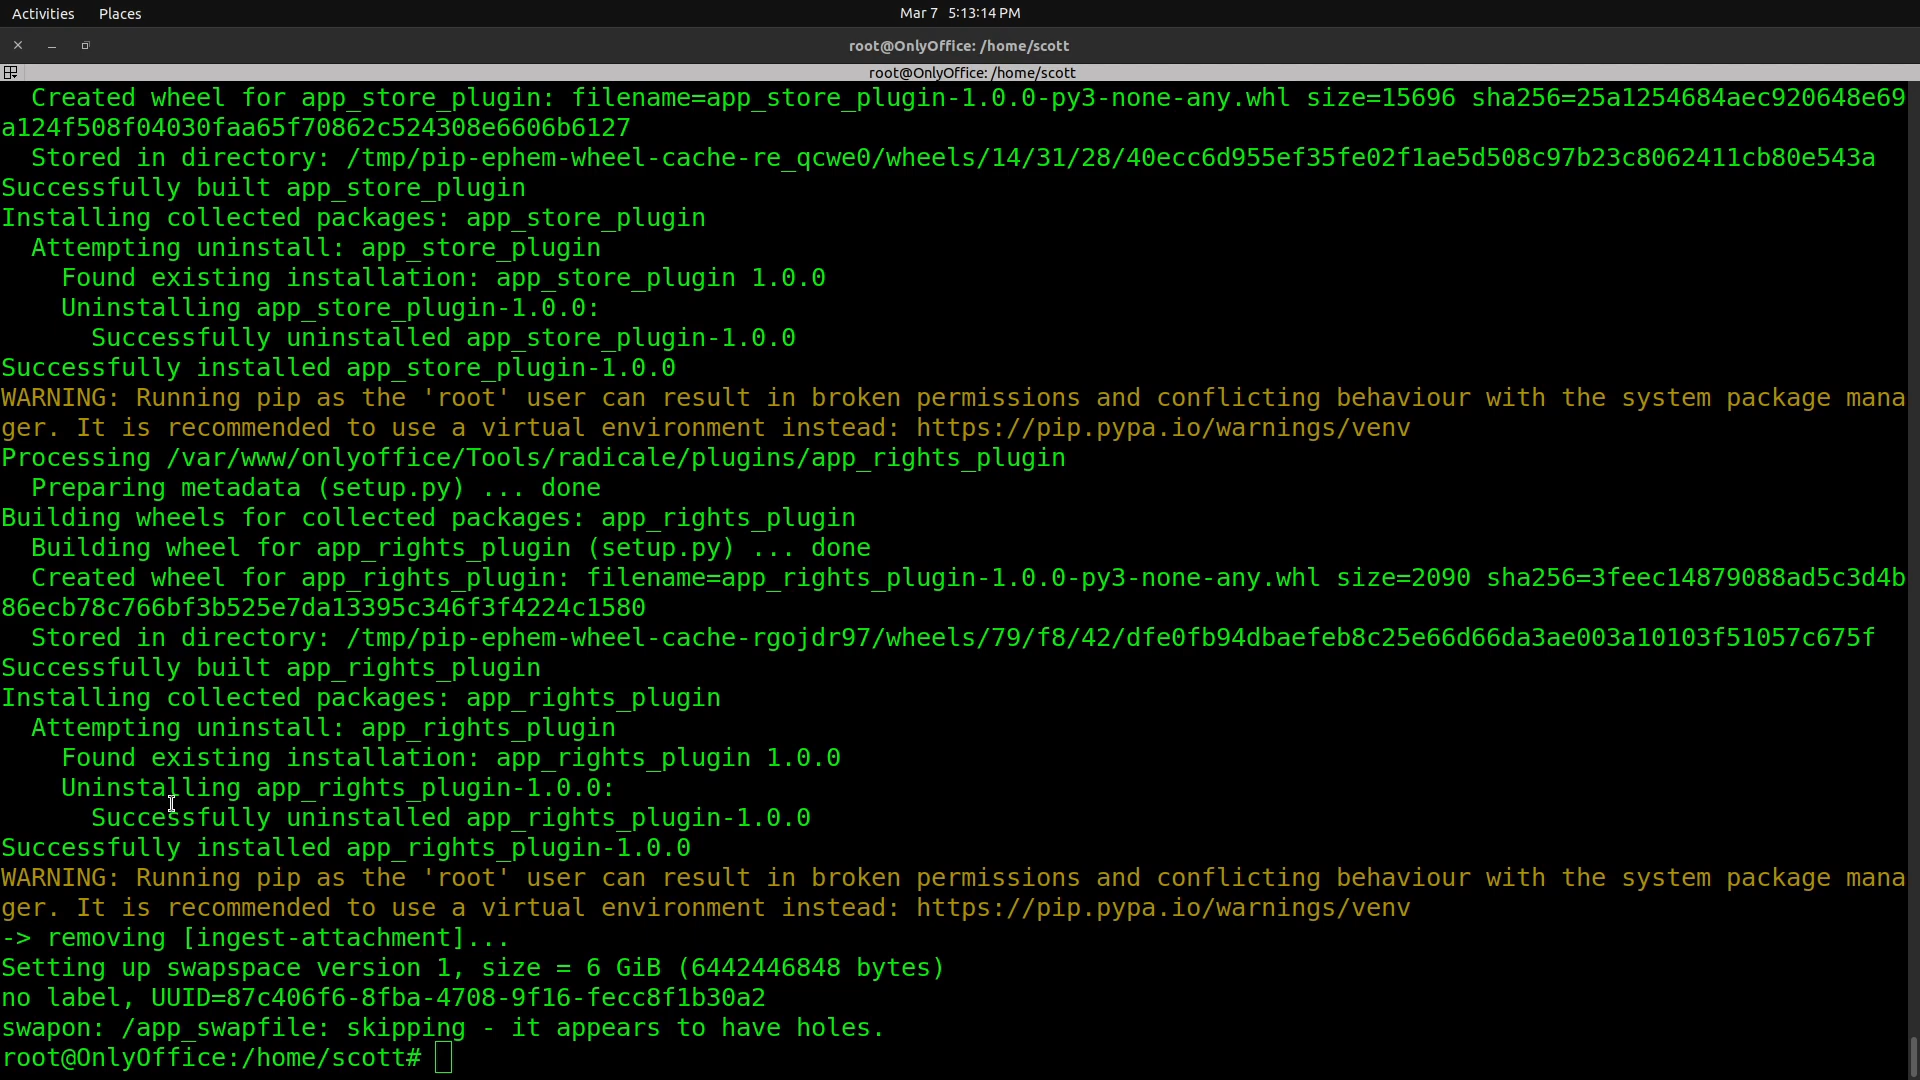 Activities Places Mar 7 5:13:14 PM
root@OnlyOffice: /home/scott
root@OnlyOffice: /home/scott
Created wheel for app_store_plugin: filename=app_store_plugin-1.0.0-py3-none-any.whl size=15696 sha256=25a1254684aec920648e69
a124f508f04030faa65f70862c524308e6606b6127
Stored in directory: /tmp/pip-ephem-wheel-cache-re_qcwe0/wheels/14/31/28/40ecc6d955ef35fe02f1ae5d508c97b23c8062411cb80e543a
Successfully built app_store_plugin
Installing collected packages: app_store_plugin
Attempting uninstall: app_store_plugin
Found existing installation: app_store_plugin 1.0.0
Uninstalling app_store_plugin-1.0.0:
Successfully uninstalled app_store_plugin-1.0.0
Successfully installed app_store_plugin-1.0.0
WARNING: Running pip as the 'root' user can result in broken permissions and conflicting behaviour with the system package mana
ger. It is recommended to use a virtual environment instead: https://pip.pypa.io/warnings/venv
Processing /var/www/onlyoffice/Tools/radicale/plugins/app_rights_plugin
Preparing metadata (setup.py) ... done
Building wheels for collected packages: app_rights_plugin
Building wheel for app_rights_plugin (setup.py) ... done
Created wheel for app_rights_plugin: filename=app_rights_plugin-1.0.0-py3-none-any.whl size=2090 sha256=3feec14879088ad5c3d4b
86ecb78c766bf3b525e7da13395c346f3f4224c1580
Stored in directory: /tmp/pip-ephem-wheel-cache-rgojdr97/wheels/79/f8/42/dfe0fb94dbaefeb8c25e66d66da3ae003a10103f51057c675f
Successfully built app_rights_plugin
Installing collected packages: app_rights_plugin
Attempting uninstall: app_rights_plugin
Found existing installation: app_rights_plugin 1.0.0
Uninstalling app_rights_plugin-1.0.0:
Successfully uninstalled app_rights_plugin-1.0.0
Successfully installed app_rights_plugin-1.0.0
WARNING: Running pip as the 'root' user can result in broken permissions and conflicting behaviour with the system package mana
ger. It is recommended to use a virtual environment instead: https://pip.pypa.io/warnings/venv
-> removing [ingest-attachment]...
Setting up swapspace version 1, size = 6 GiB (6442446848 bytes)
no label, UUID=87c406f6-8fba-4708-9f16-fecc8f1b30a2
swapon: /app_swapfile: skipping - it appears to have holes.
root@OnlyOffice:/home/scott#